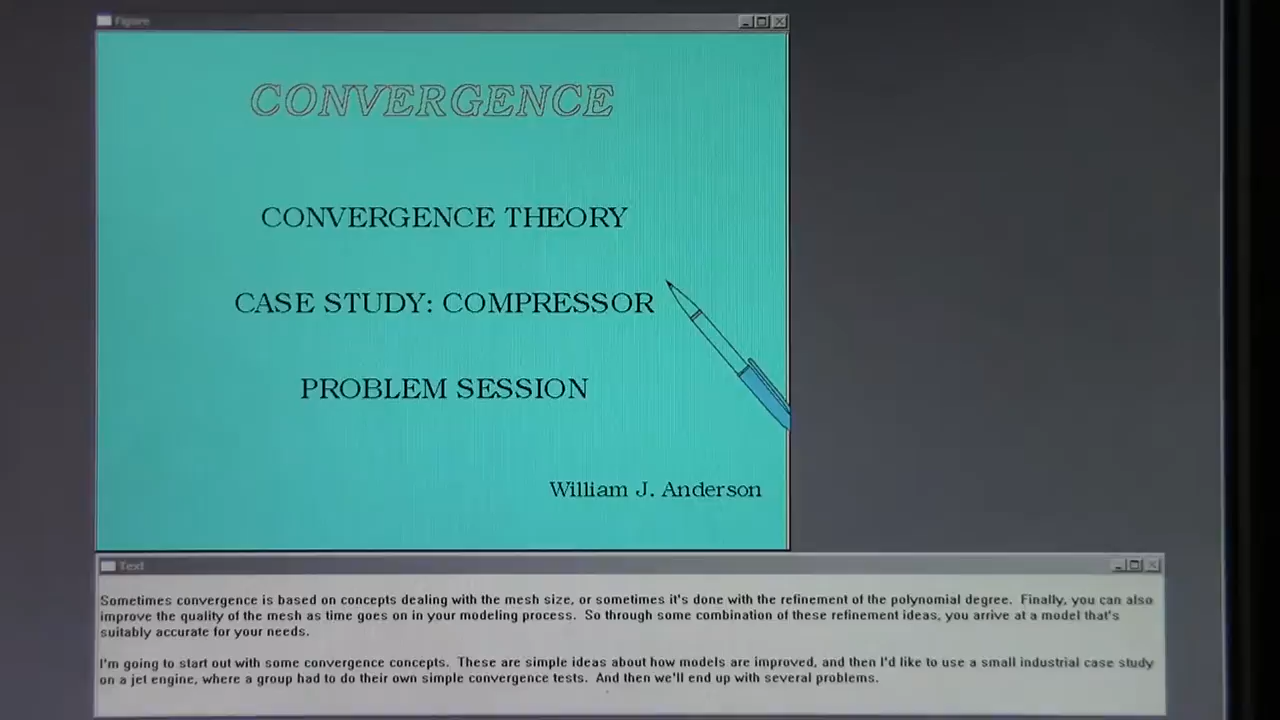 Figure
CONVERGENCE
CONVERGENCE THEORY
CASE STUDY: COMPRESSOR
PROBLEM SESSION
William J. Anderson
Text
Sometimes convergence is based on concepts dealing with the mesh size, or sometimes it's done with the refinement of the polynomial degree.  Finally, you can also
improve the quality of the mesh as time goes on in your modeling process.  So through some combination of these refinement ideas, you arrive at a model that's
suitably accurate for your needs.
I'm going to start out with some convergence concepts.  These are simple ideas about how models are improved, and then I'd like to use a small industrial case study
on a jet engine, where a group had to do their own simple convergence tests.  And then we'll end up with several problems.